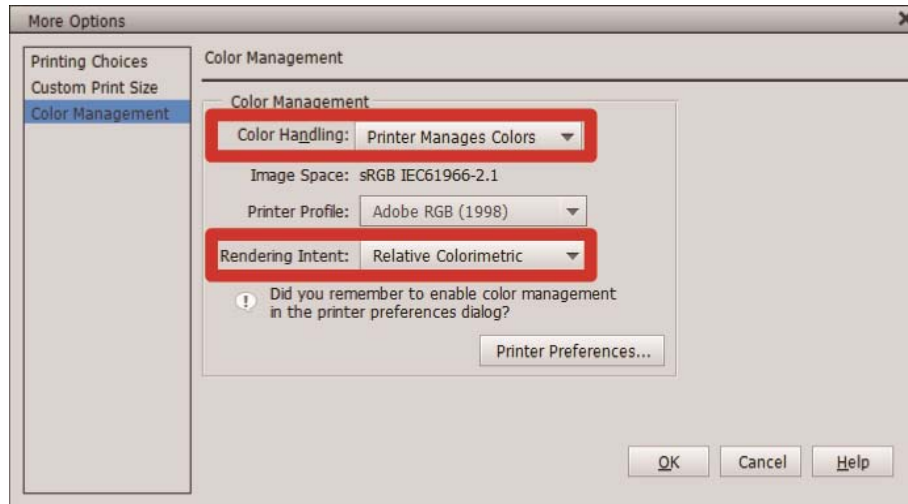 More Options
Printing Choices
Custom Print Size
Color Management
Color Management
Color Management
Color Handling: Printer Manages Colors
Image Space: sRGB IEC61966-2.1
Printer Profile: Adobe RGB (1998)
Rendering Intent: Relative Colorimetric
Did you remember to enable color management
in the printer preferences dialog?
Printer Preferences...
OK Cancel Help